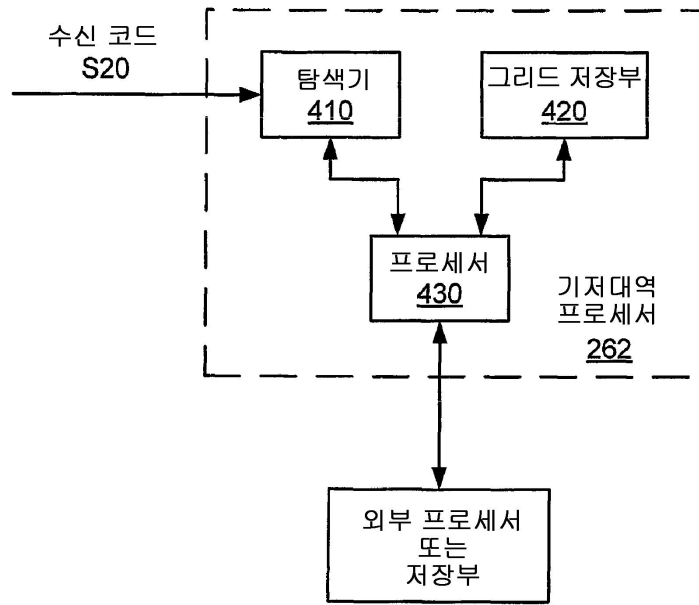 수신 코드
S20
탐색기
410
그리드 저장부
420
프로세서
430
기저대역
프로세서
262
외부 프로세서
또는
저장부